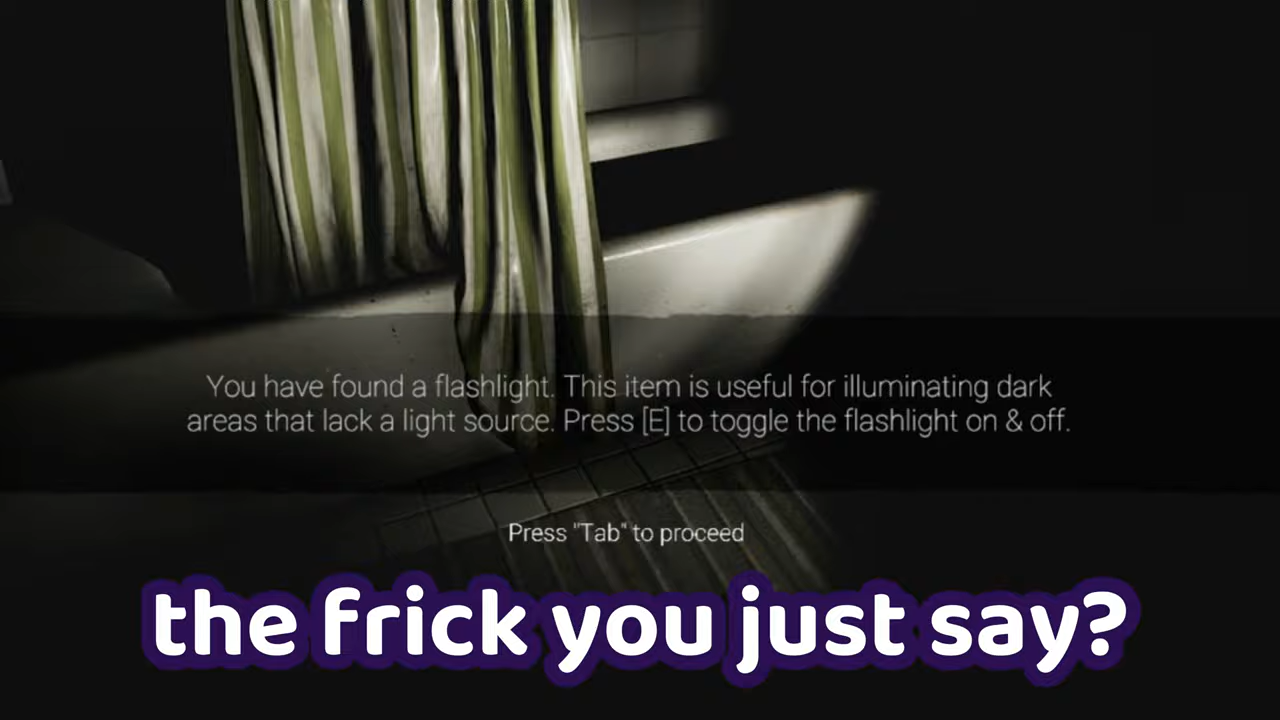 You have found a flashlight. This item is useful for illuminating dark
areas that lack a light source. Press [E] to toggle the flashlight on & off.
Press "Tab" to proceed
the frick you just say?